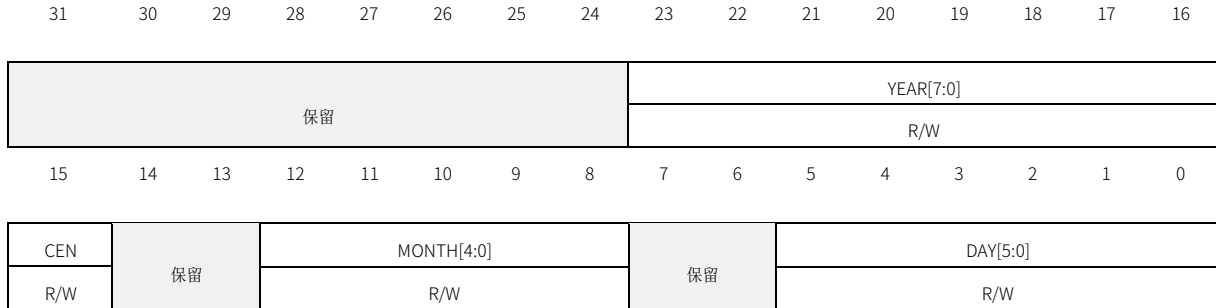 31 30 29 28 27 26 25 24 23 22 21 20 19 18 17 16
保留 YEAR[7:0]
R/W
15 14 13 12 11 10 9 8 7 6 5 4 3 2 1 0
CEN 保留 MONTH[4:0] 保留 DAY[5:0]
R/W R/W R/W